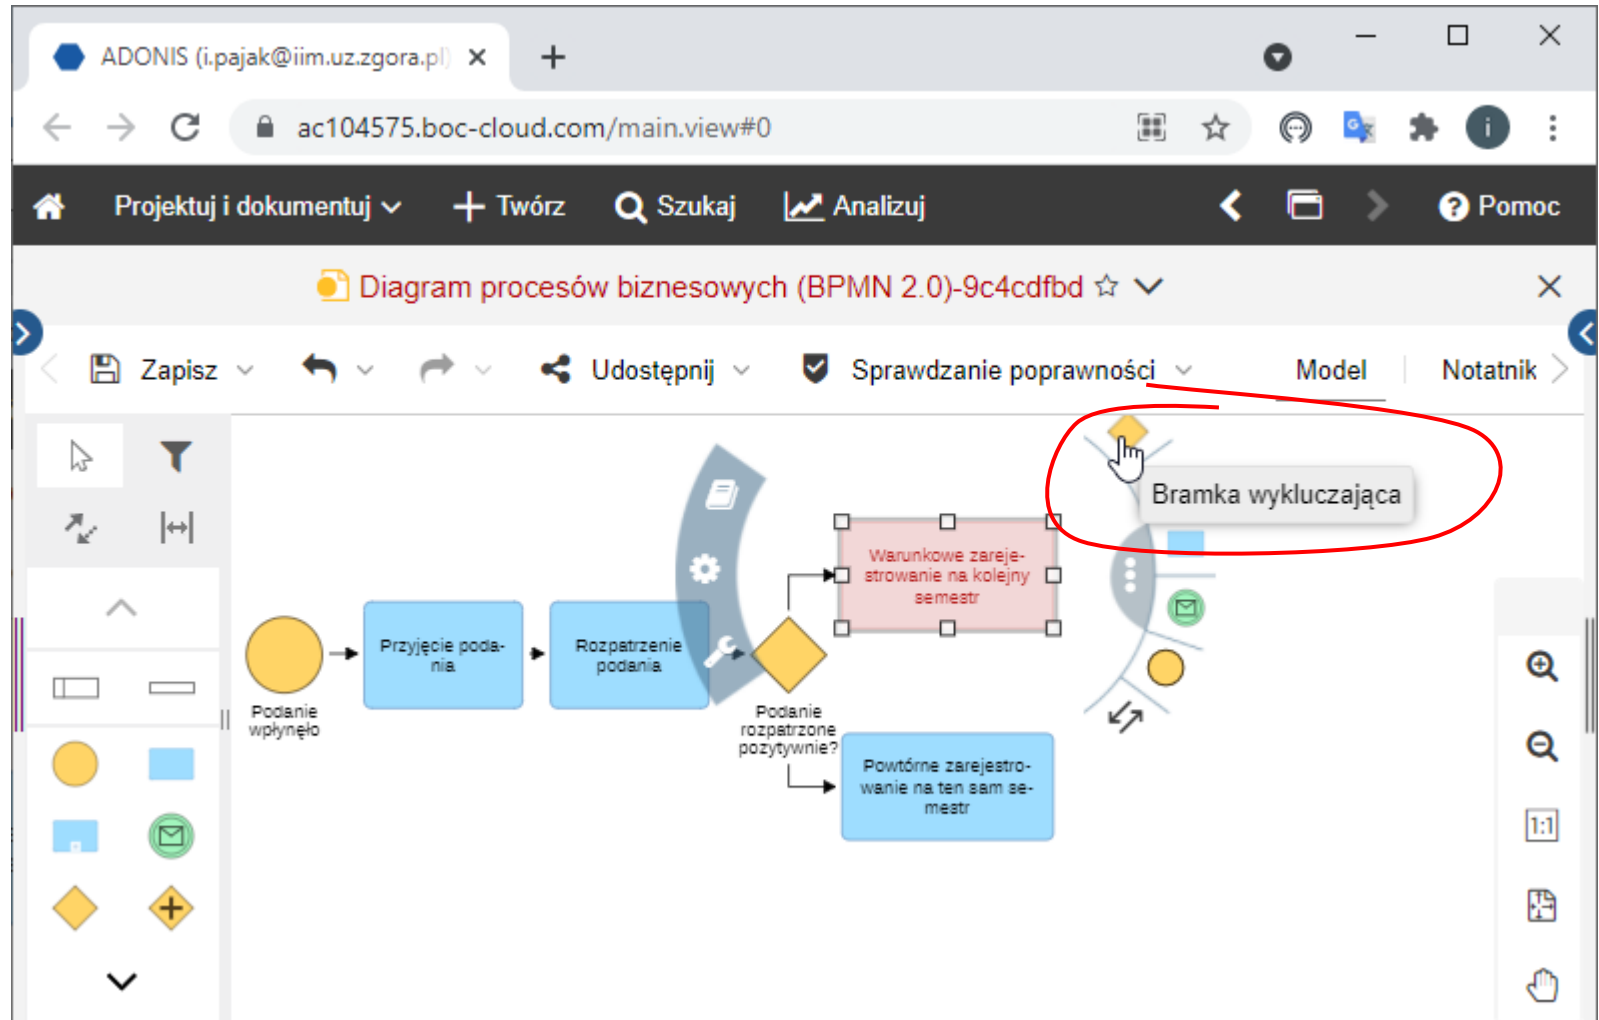 ADONIS (i.pajak@iim.uz.zgora.pl)
ac104575.boc-cloud.com/main.view#0
i
Projektuj i dokumentuj
Twórz
Szukaj
Analizuj
Pomoc
Diagram procesów biznesowych (BPMN 2.0)-9c4cdfbd
Zapisz
Udostępnij
Sprawdzanie poprawności
Model
Notatnik
Bramka wykluczająca
Warunkowe zareje-
strowanie na kolejny
semestr
Przyjęcie poda-
nia
Rozpatrzenie
podania
Podanie
wpłynęło
Podanie
rozpatrzone
pozytywnie?
Powtórne zarejestro-
wanie na ten sam se-
mestr
1:1